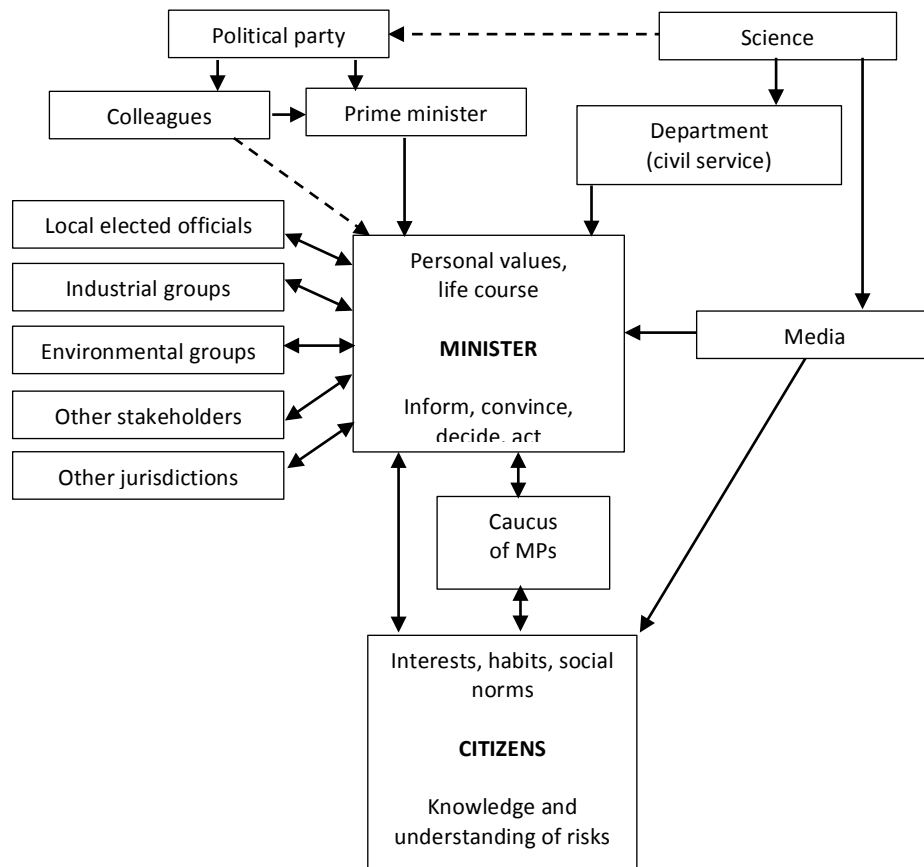 Political party
Science
Colleagues
Prime minister
Department
(civil service)
Local elected officials
Industrial groups
Environmental groups
Other stakeholders
Other jurisdictions
Personal values,
life course
MINISTER
Inform, convince,
decide, act
Media
Caucus
of MPs
Interests, habits, social
norms
CITIZENS
Knowledge and
understanding of risks